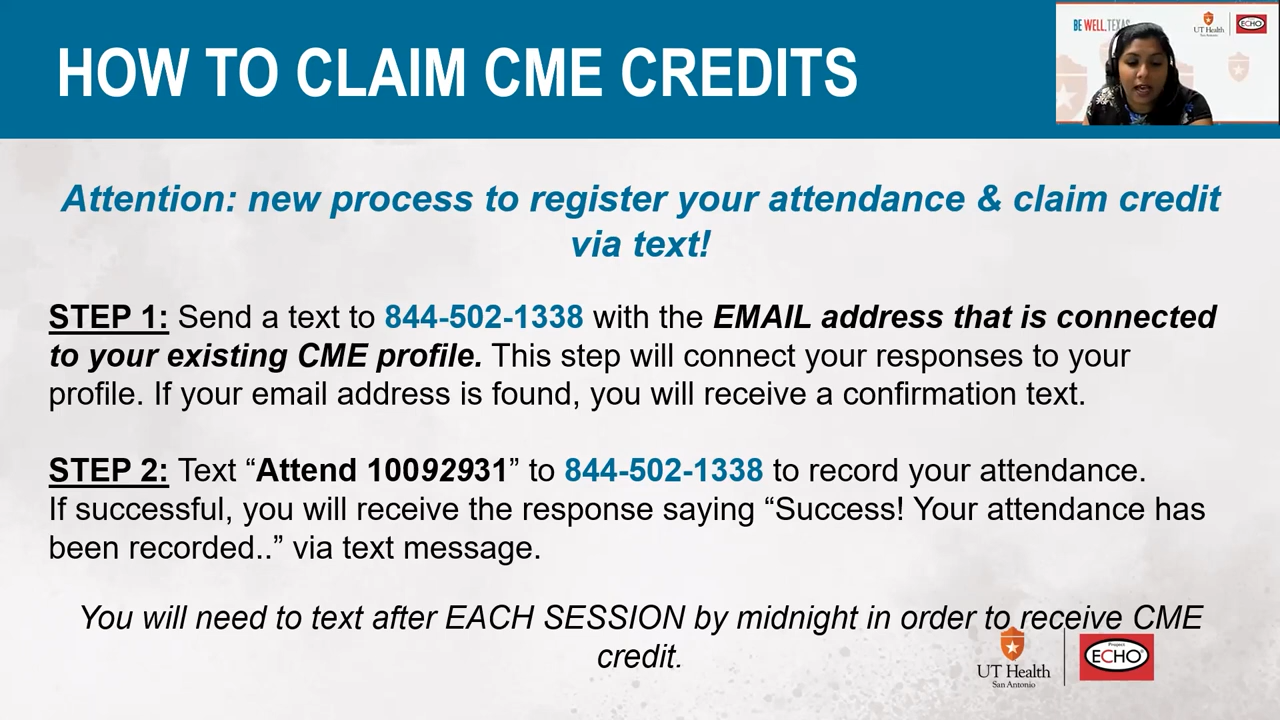 HOW TO CLAIM CME CREDITS
BE WELL.TEXAS
UT Health
San Antonio
ECHO
Attention: new process to register your attendance & claim credit
via text!
STEP 1: Send a text to 844-502-1338 with the EMAIL address that is connected
to your existing CME profile. This step will connect your responses to your
profile. If your email address is found, you will receive a confirmation text.
STEP 2: Text “Attend 10092931” to 844-502-1338 to record your attendance.
If successful, you will receive the response saying “Success! Your attendance has
been recorded..” via text message.
You will need to text after EACH SESSION by midnight in order to receive CME
credit.
UT Health
San Antonio
Project
ECHO